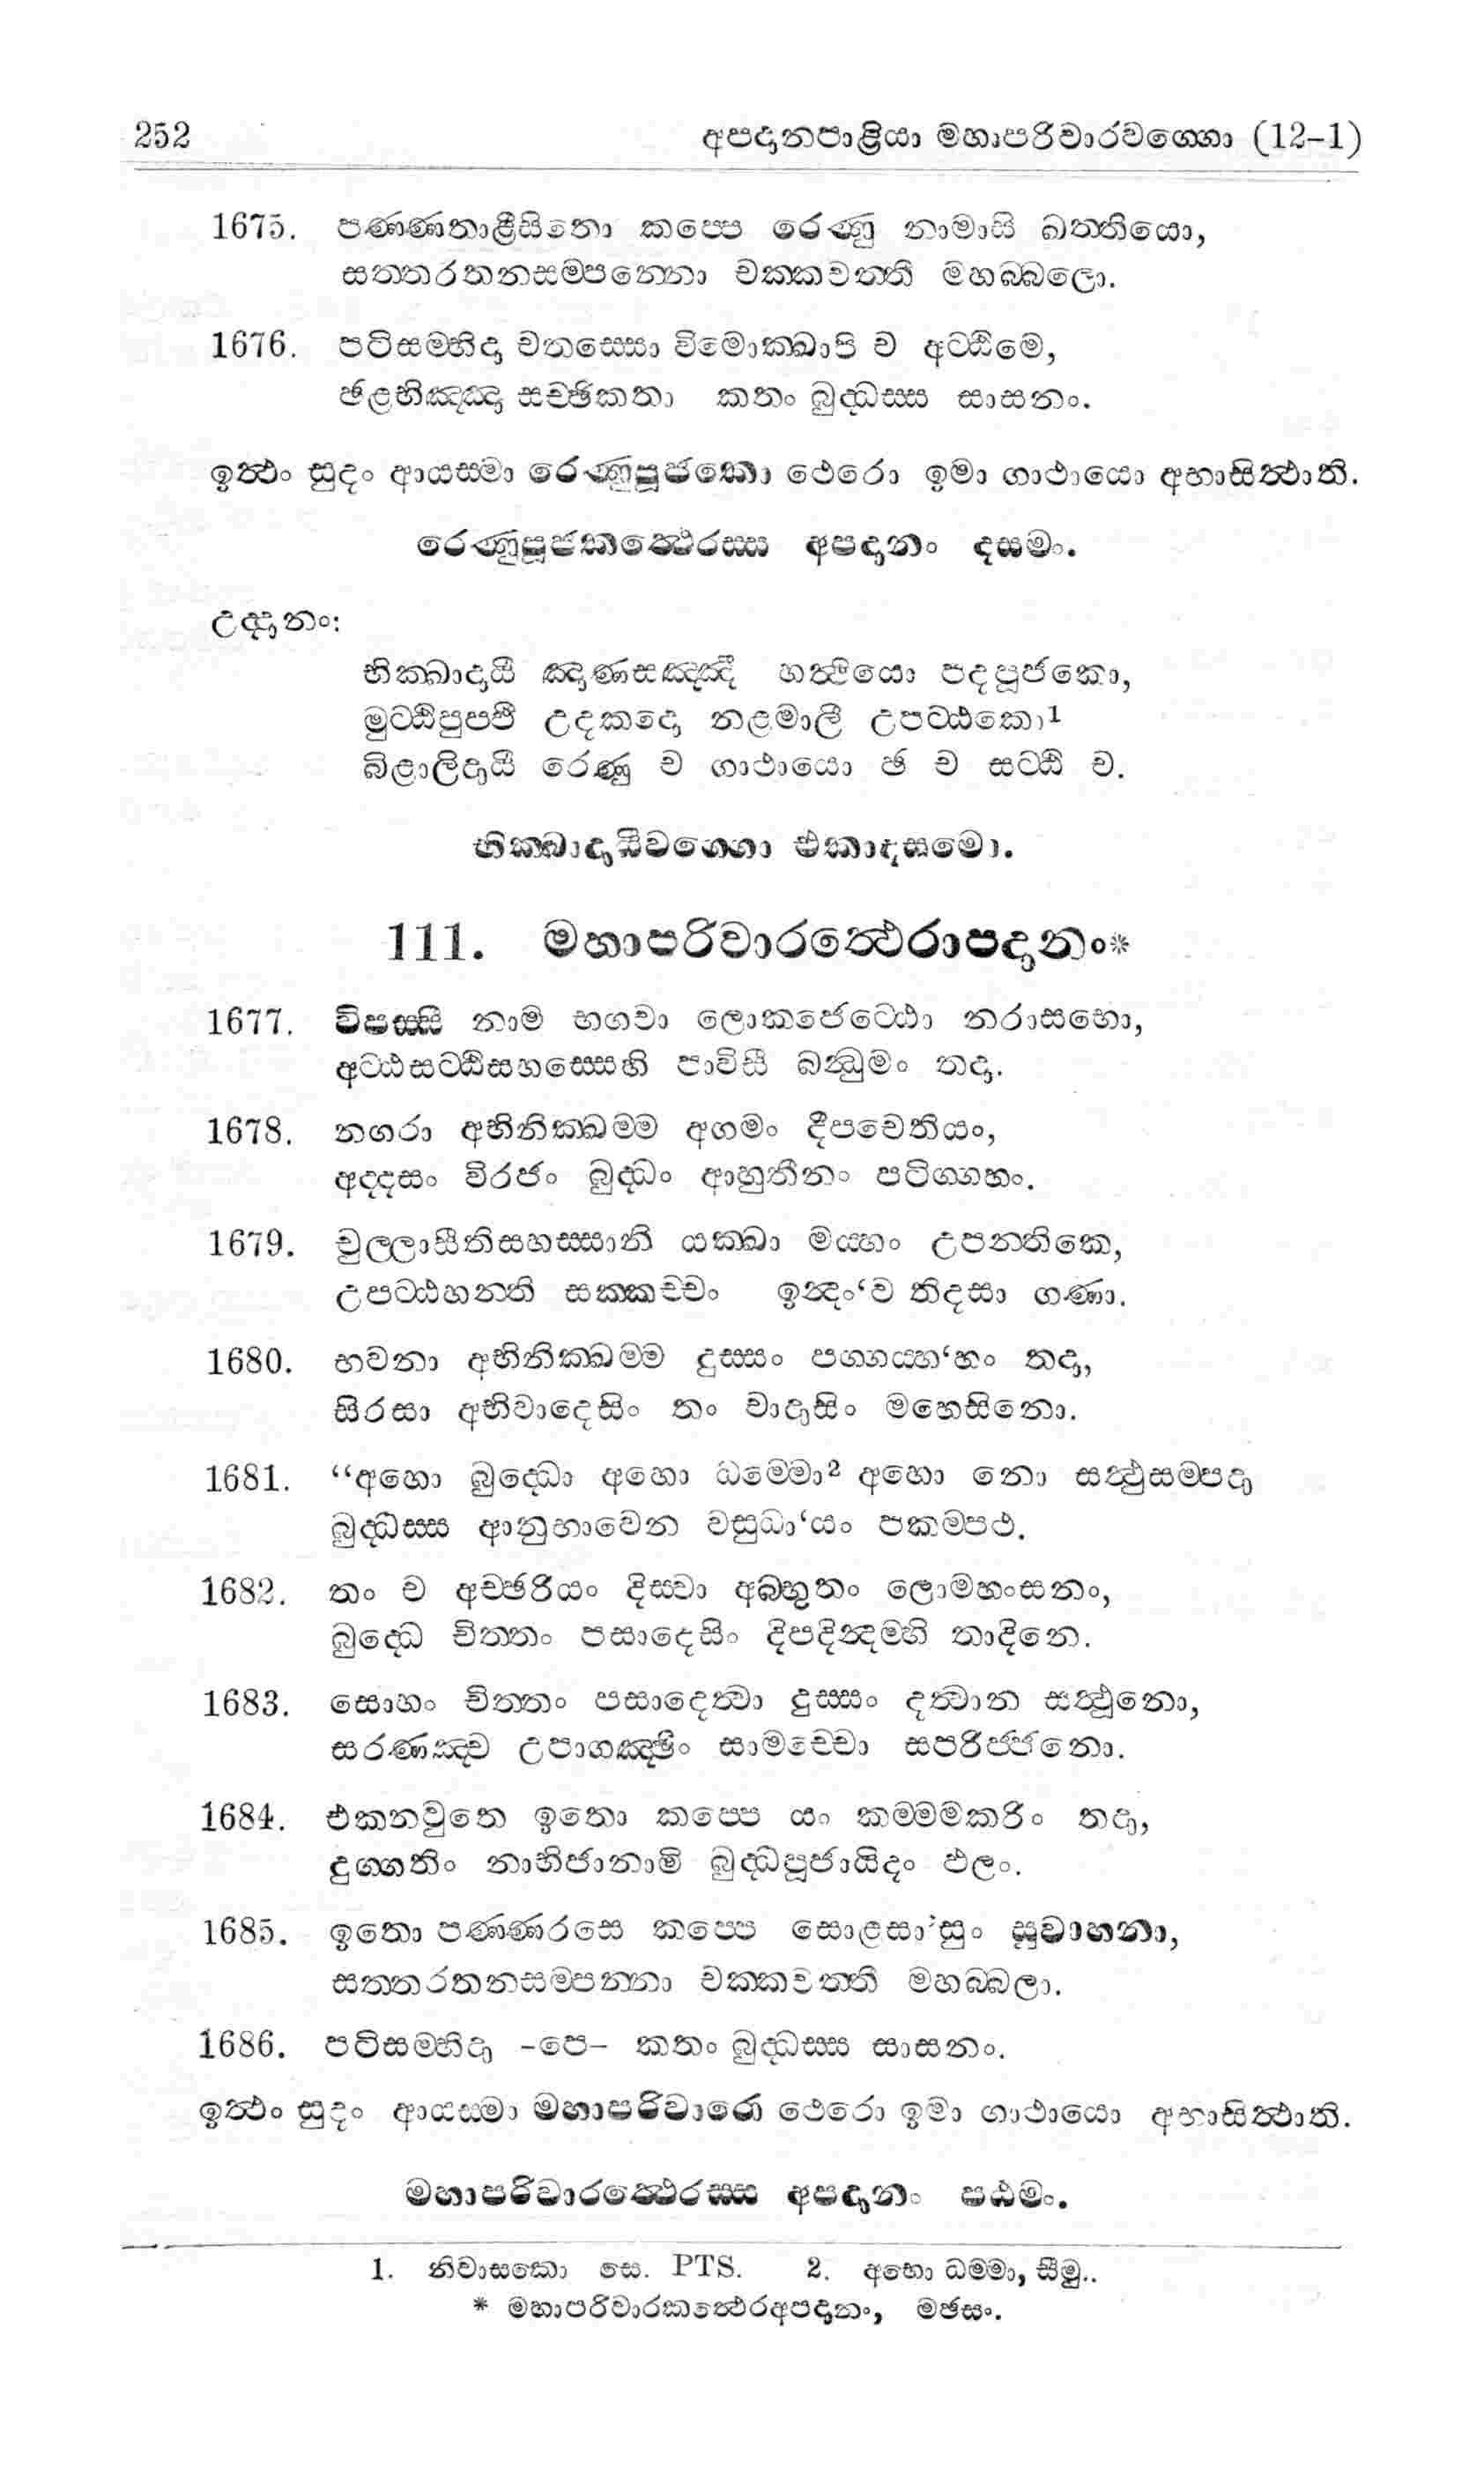 252 අපදානපාළියා මහාපරිවාරවග්ගො (12–1)
1675. පණ්ණතාළීසිතො කප්පෙ රෙණු නාමාසි ඛත්තියො,
සත්තරතනසම්පන්නො චක්කවත්තී මහබ්බලො.
1676. පටිසම්භිදා චතස්සො විමොක්ඛාපි ච අට්ඨිමෙ,
ඡළභිඤ්ඤා සච්ඡිකතා කතං බුද්ධස්ස සාසනං.
ඉත්ථං සුදං ආයස්මා රෙණුපූජකො ථෙරො ඉමා ගාථායො අභාසිත්ථාති.
රෙණුපූජකත්ථෙරස්ස අපදානං දසමං.
උද්දානං:
භික්ඛාදායී ඤාණසඤ්ඤී හත්ථියො පදපූජකො,
මුට්ඨිපුප්ඵී උදකදො නළමාලී උපට්ඨකො1
බිළාලිදායී රෙණු ච ගාථායො ඡ ච සට්ඨි ච.
භික්ඛාදායීවග්ගො එකාදසමො.
111. මහාපරිවාරත්ථෙරාපදානං*
1677. විපස්සී නාම භගවා ලොකජෙට්ඨො නරාසභො,
අට්ඨසට්ඨිසහස්සෙහි පාවිසී බන්ධුමං තදා.
1678. නගරා අභිනික්ඛම්ම අගමං දීපචෙතියං,
අද්දසං විරජං බුද්ධං ආහුතීනං පටිග්ගහං.
1679. චුල්ලාසීතිසහස්සානි යක්ඛා මය්හං උපන්තිකෙ,
උපට්ඨහන්ති සක්කච්චං ඉන්දං‘ව තිදසා ගණා.
1680. භවනා අභිනික්ඛම්ම දුස්සං පග්ගය්හ‘හං තදා,
සිරසා අභිවාදෙසිං තං චාදාසිං මහෙසිනො.
1681. “අහො බුද්ධො අහො ධම්මො2 අහො නො සත්ථුසම්පදා
බුද්ධස්ස ආනුභාවෙන වසුධා‘යං පකම්පථ.
1682. තං ච අච්ඡරියං දිස්වා අබ්භුතං ලොමහංසනං,
බුද්ධෙ චිත්තං පසාදෙසිං දිපදින්දම්හි තාදිනෙ.
1683. සොහං චිත්තං පසාදෙත්වා දුස්සං දත්වාන සත්ථුනො,
සරණඤ්ච උපාගඤ්ඡිං සාමච්චො සපරිජ්ජනො.
1684. එකනවුතෙ ඉතො කප්පෙ යං කම්මමකරිං තදා,
දුග්ගතිං නාභිජානාමි බුද්ධපූජායිදං ඵලං.
1685. ඉතො පණ්ණරසෙ කප්පෙ සොළසා’සුං සුවාහනා,
සත්තරතනසම්පන්නා චක්කවත්තී මහබ්බලා.
1686. පටිසම්භිදා –පෙ– කතං බුද්ධස්ස සාසනං.
ඉත්ථං සුදං ආයස්මා මහාපරිවාරො ථෙරො ඉමා ගාථායො අභාසිත්ථාති.
මහාපරිවාරත්ථෙරස්ස අපදානං පඨමං.
1. නිවාසකො සෙ. PTS. 2. අභො ධම්මා, සීමු..
* මහාපරිවාරකත්ථෙරඅපදානං, මඡසං.